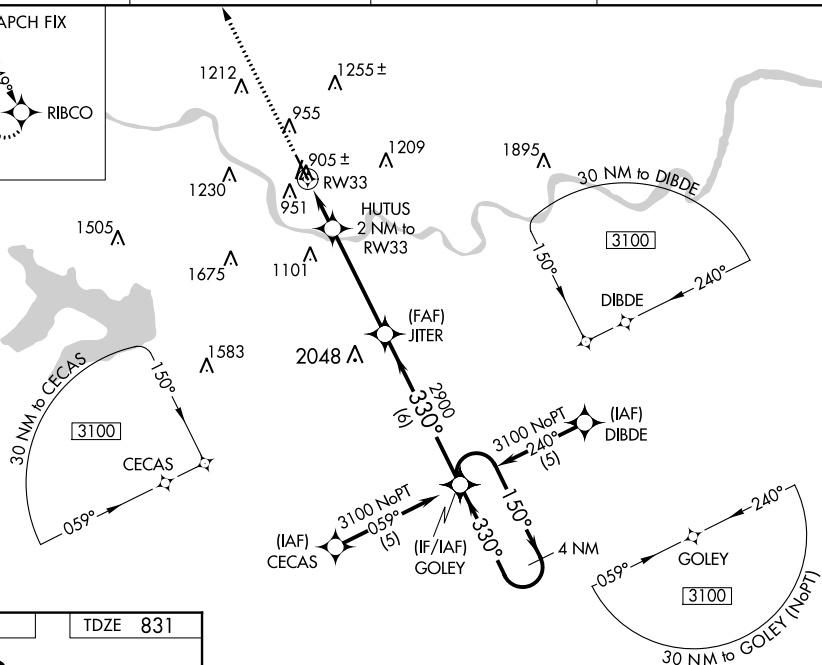 APCH FIX
RIBCO
1212
1255 ±
955
905 ±
1209
1895
RW33
1230
951
HUTUS
2 NM to
RW33
1505
1675
1101
30 NM to DIBDE
3100
150°
240°
DIBDE
(FAF)
JITER
2048
1583
30 NM to CECAS
150°
3100
CECAS
059°
2900
330°
(6)
3100 NoPT
240°
(5)
(IAF)
DIBDE
3100 NoPT
059°
(5)
(IAF)
CECAS
(IF/IAF)
GOLEY
330°
150°
4 NM
240°
059°
GOLEY
3100
30 NM to GOLEY (NoPT)
TDZE 831